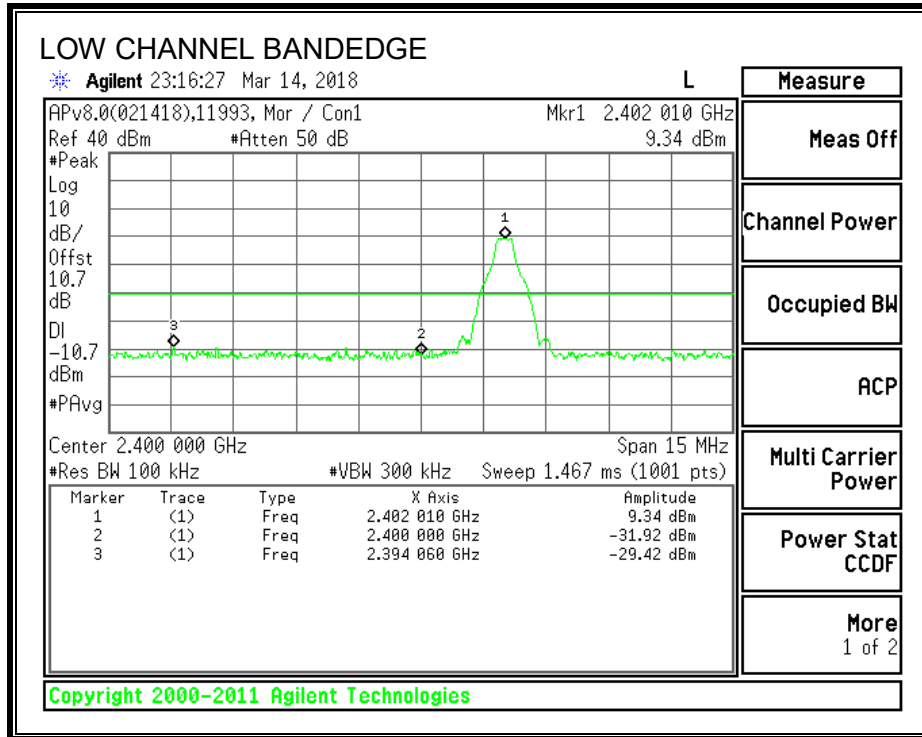 LOW CHANNEL BANDEDGE
Agilent 23:16:27 Mar 14, 2018 L
APv8.0(021418),11993, Mor / Con1 Mkr1 2.402 010 GHz
Ref 40 dBm #Atten 50 dB 9.34 dBm
#Peak
Log
10
dB/
Offst
10.7
dB
DI
-10.7
dBm
#PAvg
1
2
3
Center 2.400 000 GHz Span 15 MHz
#Res BW 100 kHz #VBW 300 kHz Sweep 1.467 ms (1001 pts)
Marker Trace Type X Axis Amplitude
1 (1) Freq 2.402 010 GHz 9.34 dBm
2 (1) Freq 2.400 000 GHz -31.92 dBm
3 (1) Freq 2.394 060 GHz -29.42 dBm
Measure
Meas Off
Channel Power
Occupied BW
ACP
Multi Carrier
Power
Power Stat
CCDF
More
1 of 2
Copyright 2000-2011 Agilent Technologies